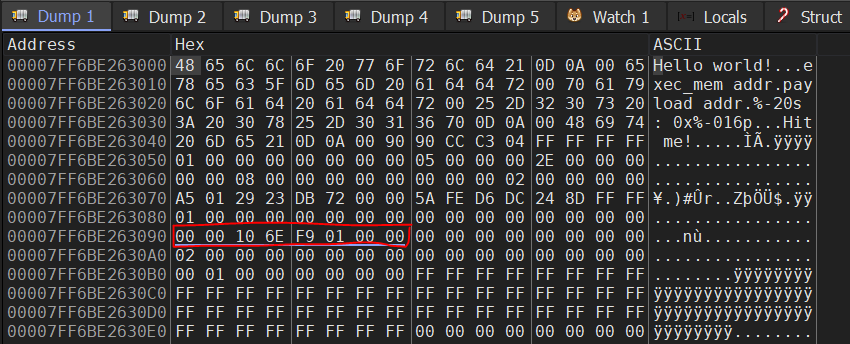 Dump 1 Dump 2 Dump 3 Dump 4 Dump 5 Watch 1 [x=] Locals Struct
Address Hex ASCII
00007FF6BE263000 48 65 6C 6C 6F 20 77 6F 72 6C 64 21 0D 0A 00 65 Hello world!...e
00007FF6BE263010 78 65 63 5F 6D 65 6D 20 61 64 64 72 00 70 61 79 xec_mem addr.pay
00007FF6BE263020 6C 6F 61 64 20 61 64 64 72 00 25 2D 32 30 73 20 load addr.%-20s
00007FF6BE263030 3A 20 30 78 25 2D 30 31 36 70 0D 0A 00 48 69 74 : 0x%-016p...Hit
00007FF6BE263040 20 6D 65 21 0D 0A 00 90 90 CC C3 04 FF FF FF FF me!.....ÌÃ.ÿÿÿÿ
00007FF6BE263050 01 00 00 00 00 00 00 00 05 00 00 00 2E 00 00 00 ................
00007FF6BE263060 00 00 08 00 00 00 00 00 00 00 00 02 00 00 00 00 ................
00007FF6BE263070 A5 01 29 23 DB 72 00 00 5A FE D6 DC 24 8D FF FF ¥.)#Ûr..ZþÖÜ$.ÿÿ
00007FF6BE263080 01 00 00 00 00 00 00 00 00 00 00 00 00 00 00 00 ................
00007FF6BE263090 00 00 10 6E F9 01 00 00 00 00 00 00 00 00 00 00 ...nù...........
00007FF6BE2630A0 02 00 00 00 00 00 00 00 00 00 00 00 00 00 00 00 ................
00007FF6BE2630B0 00 01 00 00 00 00 00 00 FF FF FF FF FF FF FF FF ........ÿÿÿÿÿÿÿÿ
00007FF6BE2630C0 FF FF FF FF FF FF FF FF FF FF FF FF FF FF FF FF ÿÿÿÿÿÿÿÿÿÿÿÿÿÿÿÿ
00007FF6BE2630D0 FF FF FF FF FF FF FF FF FF FF FF FF FF FF FF FF ÿÿÿÿÿÿÿÿÿÿÿÿÿÿÿÿ
00007FF6BE2630E0 FF FF FF FF FF FF FF FF 00 00 00 00 00 00 00 00 ÿÿÿÿÿÿÿÿ........